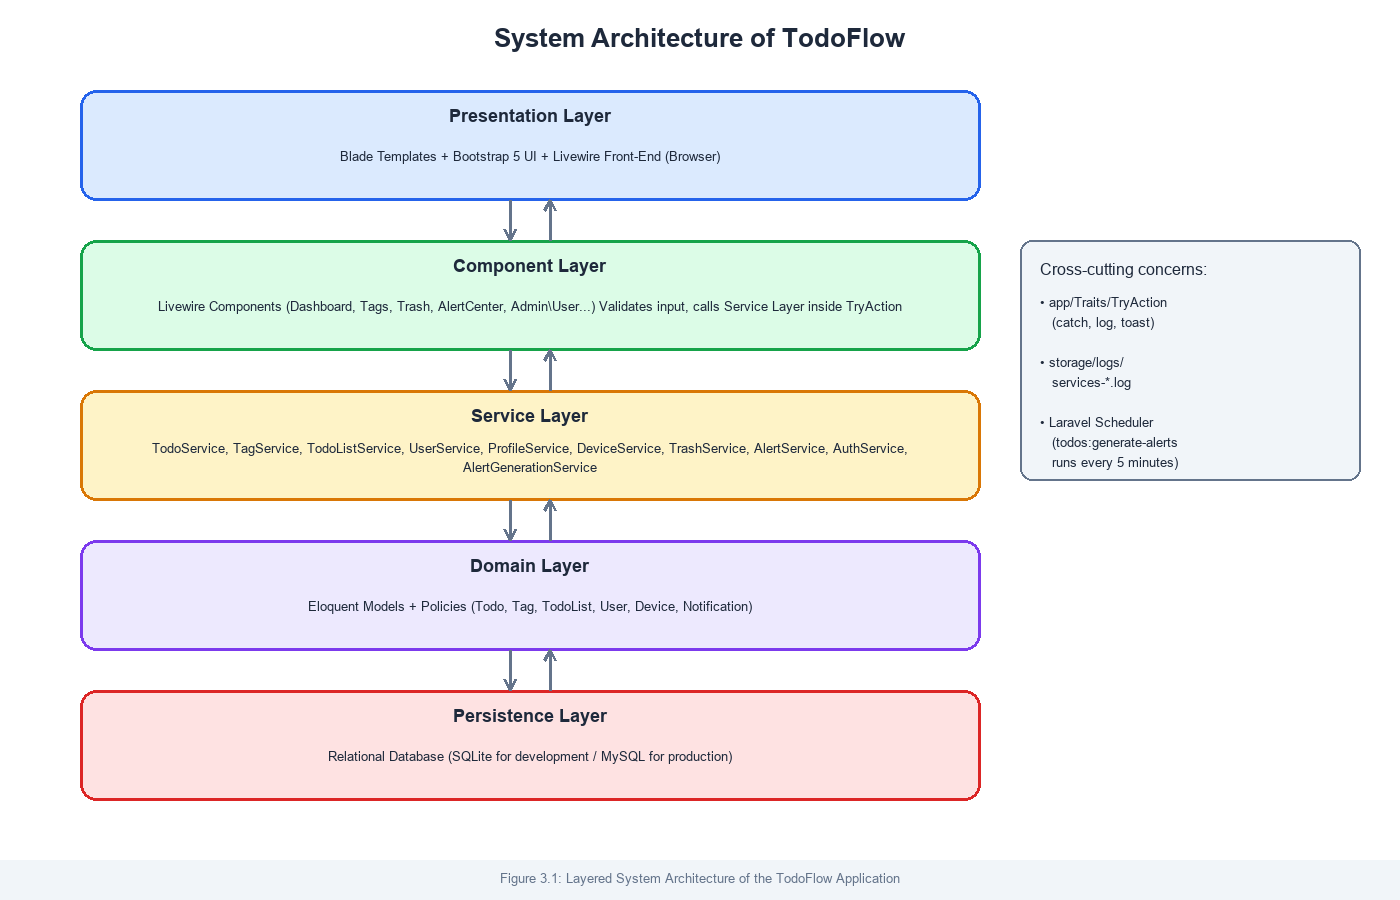 System Architecture of TodoFlow
Presentation Layer
Blade Templates + Bootstrap 5 UI + Livewire Front-End (Browser)
Component Layer
Livewire Components (Dashboard, Tags, Trash, AlertCenter, Admin\User...) Validates input, calls Service Layer inside TryAction
Service Layer
TodoService, TagService, TodoListService, UserService, ProfileService, DeviceService, TrashService, AlertService, AuthService,
AlertGenerationService
Domain Layer
Eloquent Models + Policies (Todo, Tag, TodoList, User, Device, Notification)
Persistence Layer
Relational Database (SQLite for development / MySQL for production)
Cross-cutting concerns:
• app/Traits/TryAction
(catch, log, toast)
• storage/logs/
services-*.log
• Laravel Scheduler
(todos:generate-alerts
runs every 5 minutes)
Figure 3.1: Layered System Architecture of the TodoFlow Application